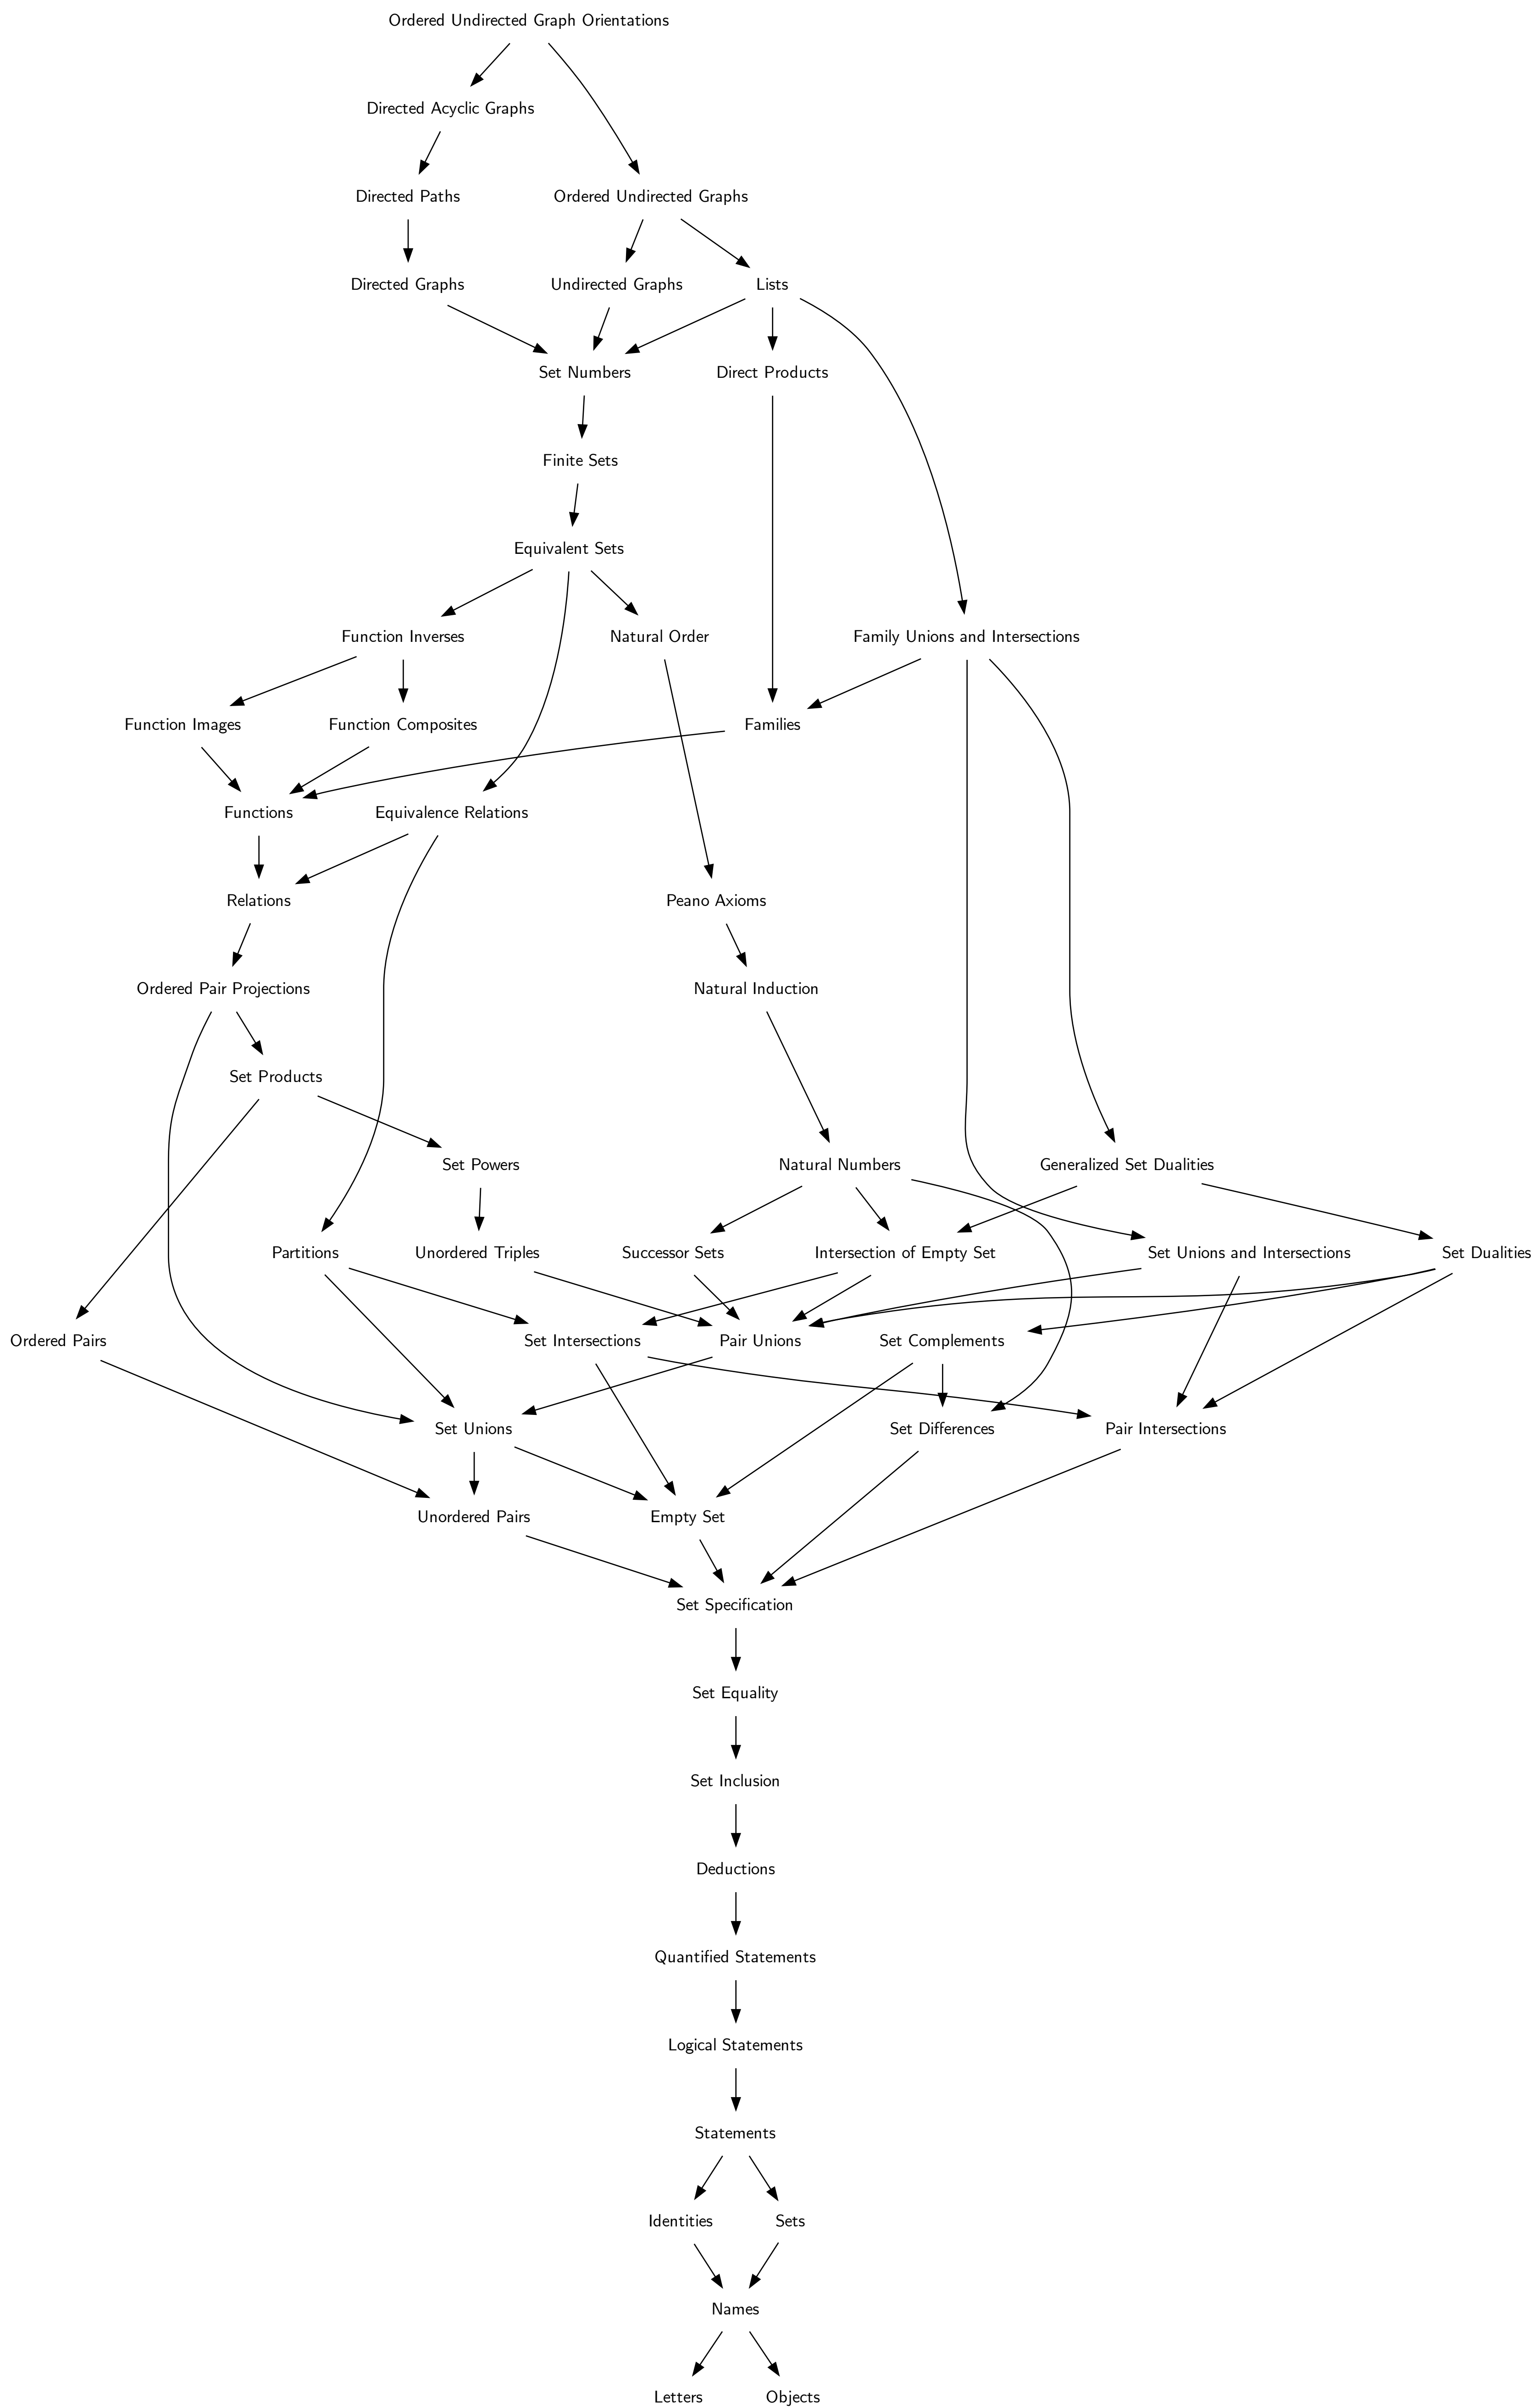 Ordered Undirected Graph Orientations
Directed Acyclic Graphs
Directed Paths
Ordered Undirected Graphs
Directed Graphs
Undirected Graphs
Lists
Set Numbers
Direct Products
Finite Sets
Equivalent Sets
Function Inverses
Natural Order
Family Unions and Intersections
Function Images
Function Composites
Families
Functions
Equivalence Relations
Relations
Peano Axioms
Ordered Pair Projections
Natural Induction
Set Products
Set Powers
Natural Numbers
Generalized Set Dualities
Partitions
Unordered Triples
Successor Sets
Intersection of Empty Set
Set Unions and Intersections
Set Dualities
Ordered Pairs
Set Intersections
Pair Unions
Set Complements
Set Unions
Set Differences
Pair Intersections
Unordered Pairs
Empty Set
Set Specification
Set Equality
Set Inclusion
Deductions
Quantified Statements
Logical Statements
Statements
Identities
Sets
Names
Letters
Objects